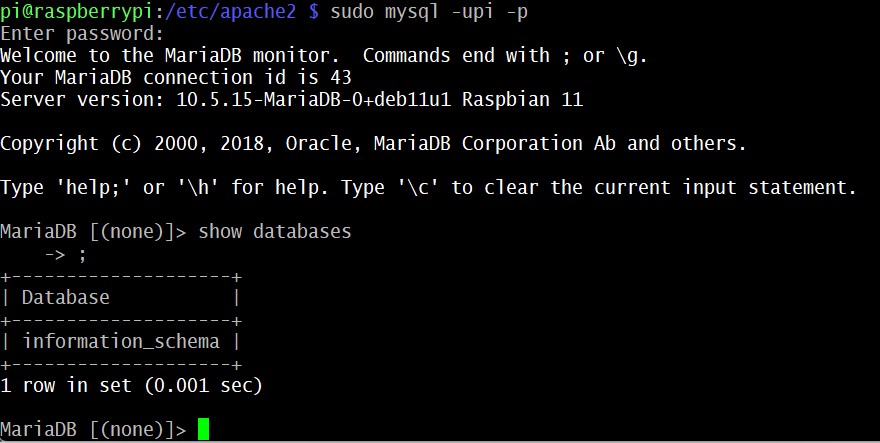 pi@raspberrypi:/etc/apache2 $ sudo mysql -upi -p
Enter password:
Welcome to the MariaDB monitor.  Commands end with ; or \g.
Your MariaDB connection id is 43
Server version: 10.5.15-MariaDB-0+deb11u1 Raspbian 11

Copyright (c) 2000, 2018, Oracle, MariaDB Corporation Ab and others.

Type 'help;' or '\h' for help. Type '\c' to clear the current input statement.

MariaDB [(none)]> show databases
    -> ;
+--------------------+
| Database           |
+--------------------+
| information_schema |
+--------------------+
1 row in set (0.001 sec)

MariaDB [(none)]>